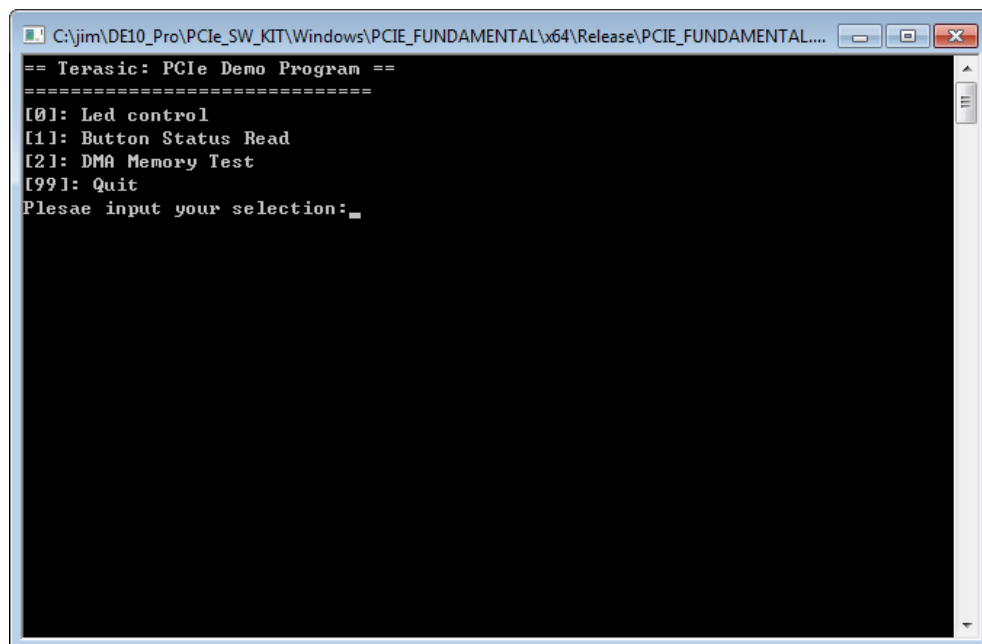 C:\jim\DE10_Pro\PCIe_SW_KIT\Windows\PCIE_FUNDAMENTAL\x64\Release\PCIE_FUNDAMENTAL....
== Terasic: PCIe Demo Program ==
==============================
[0]: Led control
[1]: Button Status Read
[2]: DMA Memory Test
[99]: Quit
Plesae input your selection:_